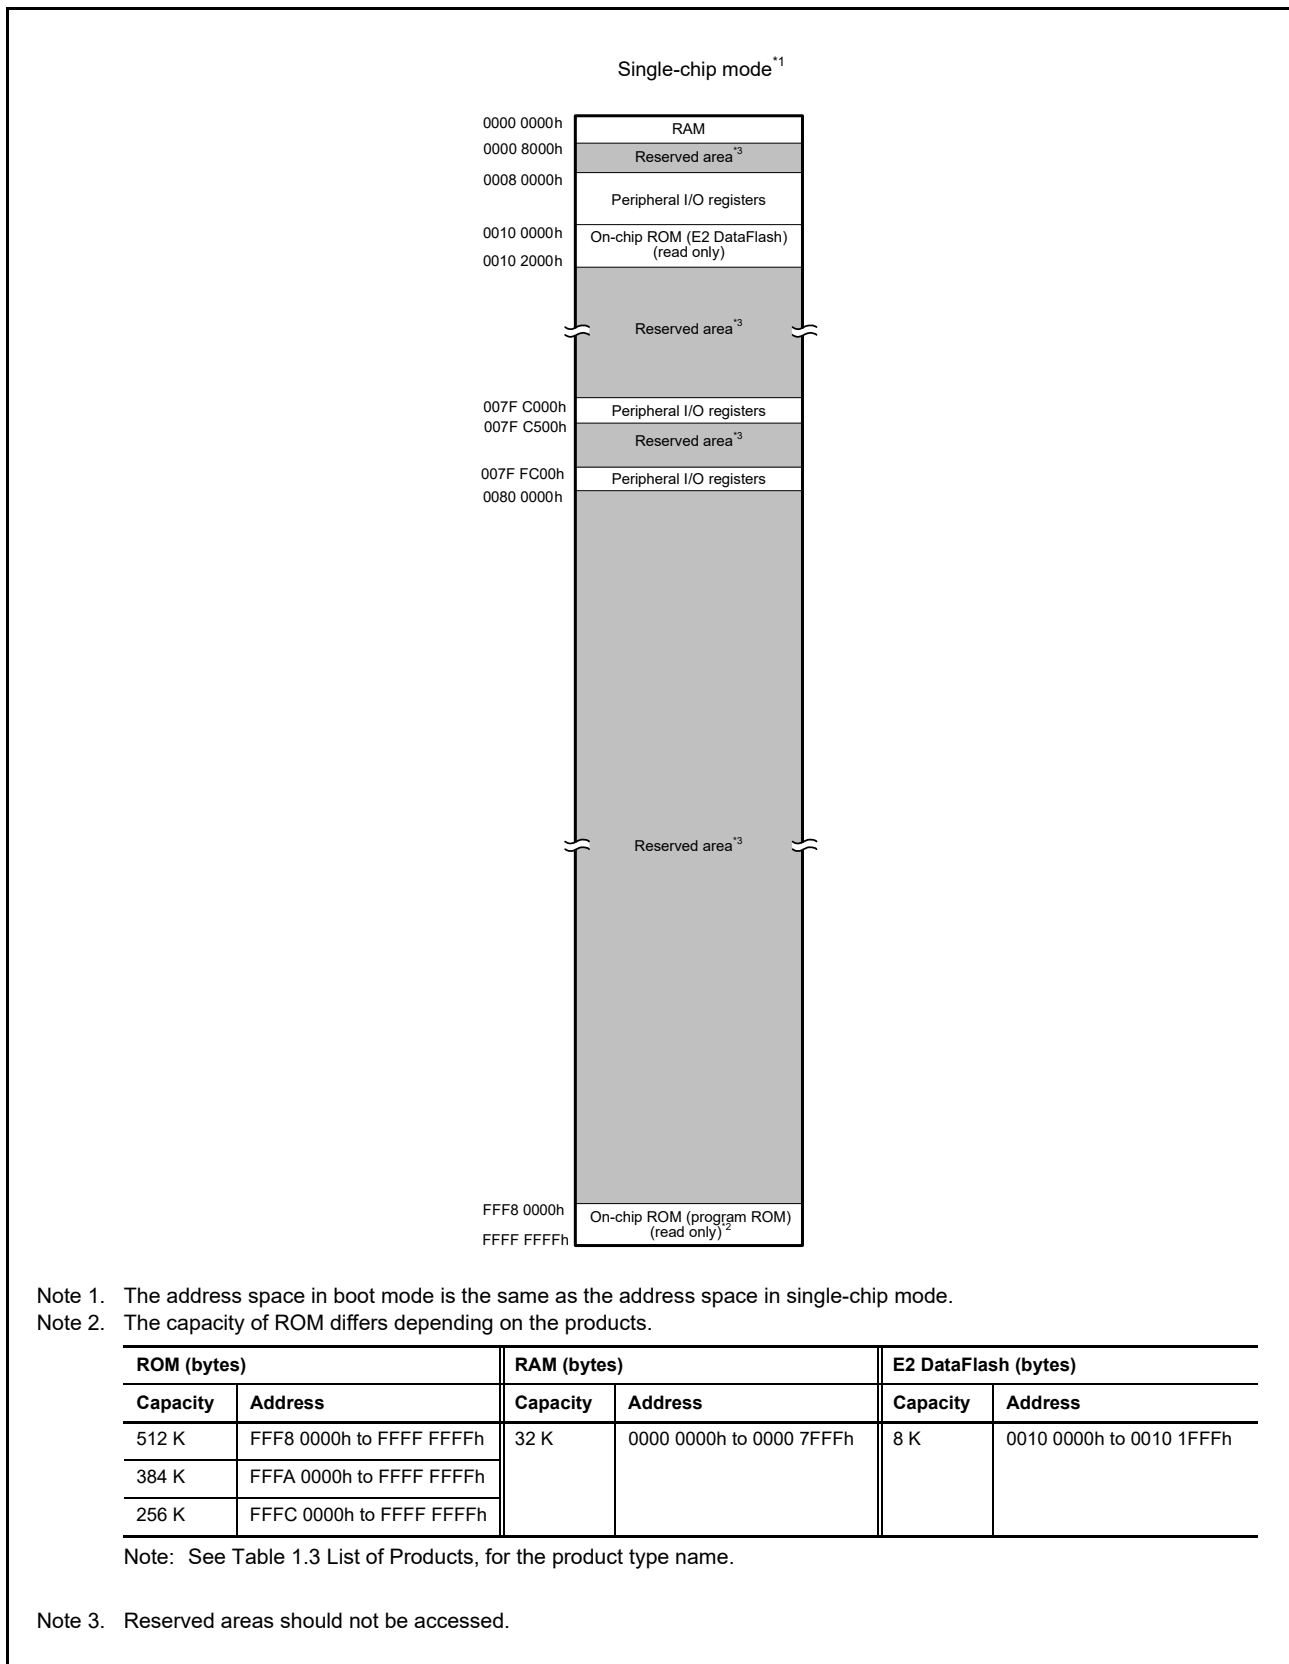 Single-chip mode*1
0000 0000h
RAM
0000 8000h
Reserved area*3
0008 0000h
Peripheral I/O registers
0010 0000h
On-chip ROM (E2 DataFlash)
(read only)
0010 2000h
Reserved area*3
007F C000h
Peripheral I/O registers
007F C500h
Reserved area*3
007F FC00h
Peripheral I/O registers
0080 0000h
Reserved area*3
FFF8 0000h
On-chip ROM (program ROM)
(read only)*2
FFFF FFFFh
Note 1. The address space in boot mode is the same as the address space in single-chip mode.
Note 2. The capacity of ROM differs depending on the products.
ROM (bytes) RAM (bytes) E2 DataFlash (bytes)
Capacity Address Capacity Address Capacity Address
512 K FFF8 0000h to FFFF FFFFh 32 K 0000 0000h to 0000 7FFFh 8 K 0010 0000h to 0010 1FFFh
384 K FFFA 0000h to FFFF FFFFh
256 K FFFC 0000h to FFFF FFFFh
Note: See Table 1.3 List of Products, for the product type name.
Note 3. Reserved areas should not be accessed.